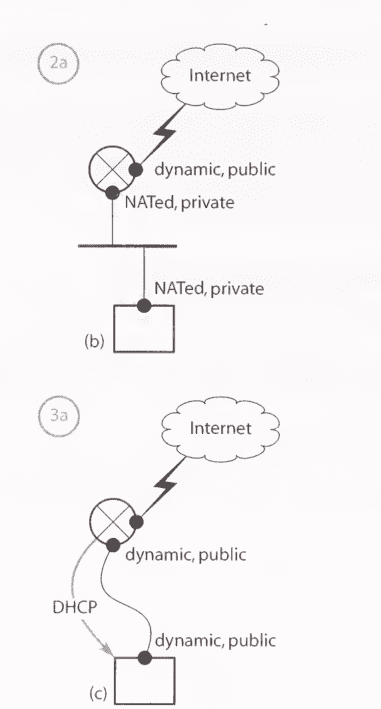 2a
Internet
dynamic, public
NATed, private
NATed, private
(b)
3a
Internet
dynamic, public
DHCP
dynamic, public
(c)